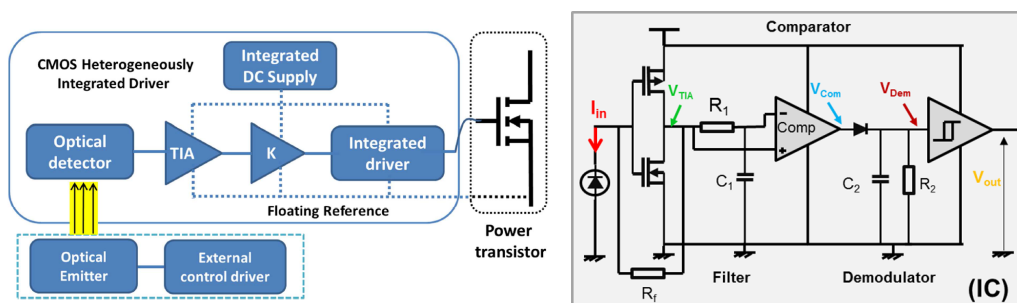 CMOS Heterogeneously
Integrated Driver
Integrated
DC Supply
Optical
detector
TIA
K
Integrated
driver
Floating Reference
Power
transistor
Optical
Emitter
External
control driver
Comparator
I_in
V_TIA
R_1
C_1
-
+
Comp
V_Com
V_Dem
C_2
R_2
V_out
R_f
Filter
Demodulator
(IC)